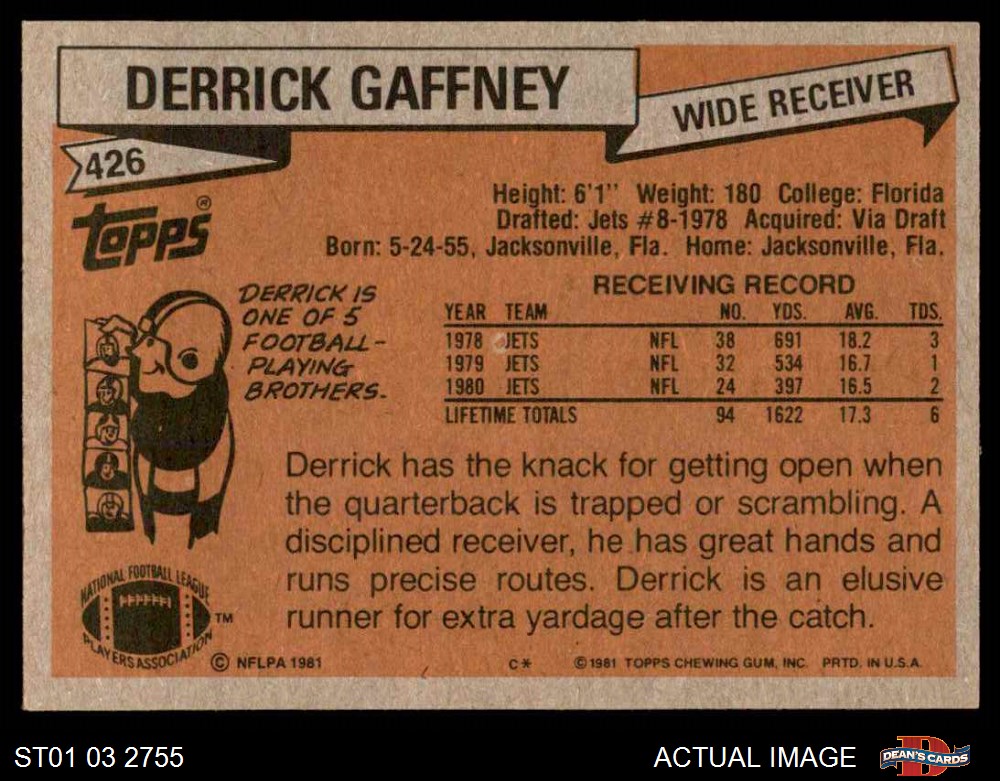 DERRICK GAFFNEY
WIDE RECEIVER
426
TOPPS®
Height: 6'1'' Weight: 180 College: Florida
Drafted: Jets #8-1978 Acquired: Via Draft
Born: 5-24-55, Jacksonville, Fla. Home: Jacksonville, Fla.
DERRICK IS
ONE OF 5
FOOTBALL-
PLAYING
BROTHERS.
RECEIVING RECORD
YEAR TEAM NO. YDS. AVG. TDS.
1978 JETS NFL 38 691 18.2 3
1979 JETS NFL 32 534 16.7 1
1980 JETS NFL 24 397 16.5 2
LIFETIME TOTALS 94 1622 17.3 6
Derrick has the knack for getting open when
the quarterback is trapped or scrambling. A
disciplined receiver, he has great hands and
runs precise routes. Derrick is an elusive
runner for extra yardage after the catch.
NATIONAL FOOTBALL LEAGUE
PLAYERS ASSOCIATION
TM
© NFLPA 1981
C* © 1981 TOPPS CHEWING GUM, INC. PRTD. IN U.S.A.
ST01 03 2755
ACTUAL IMAGE
D
DEAN'S CARDS